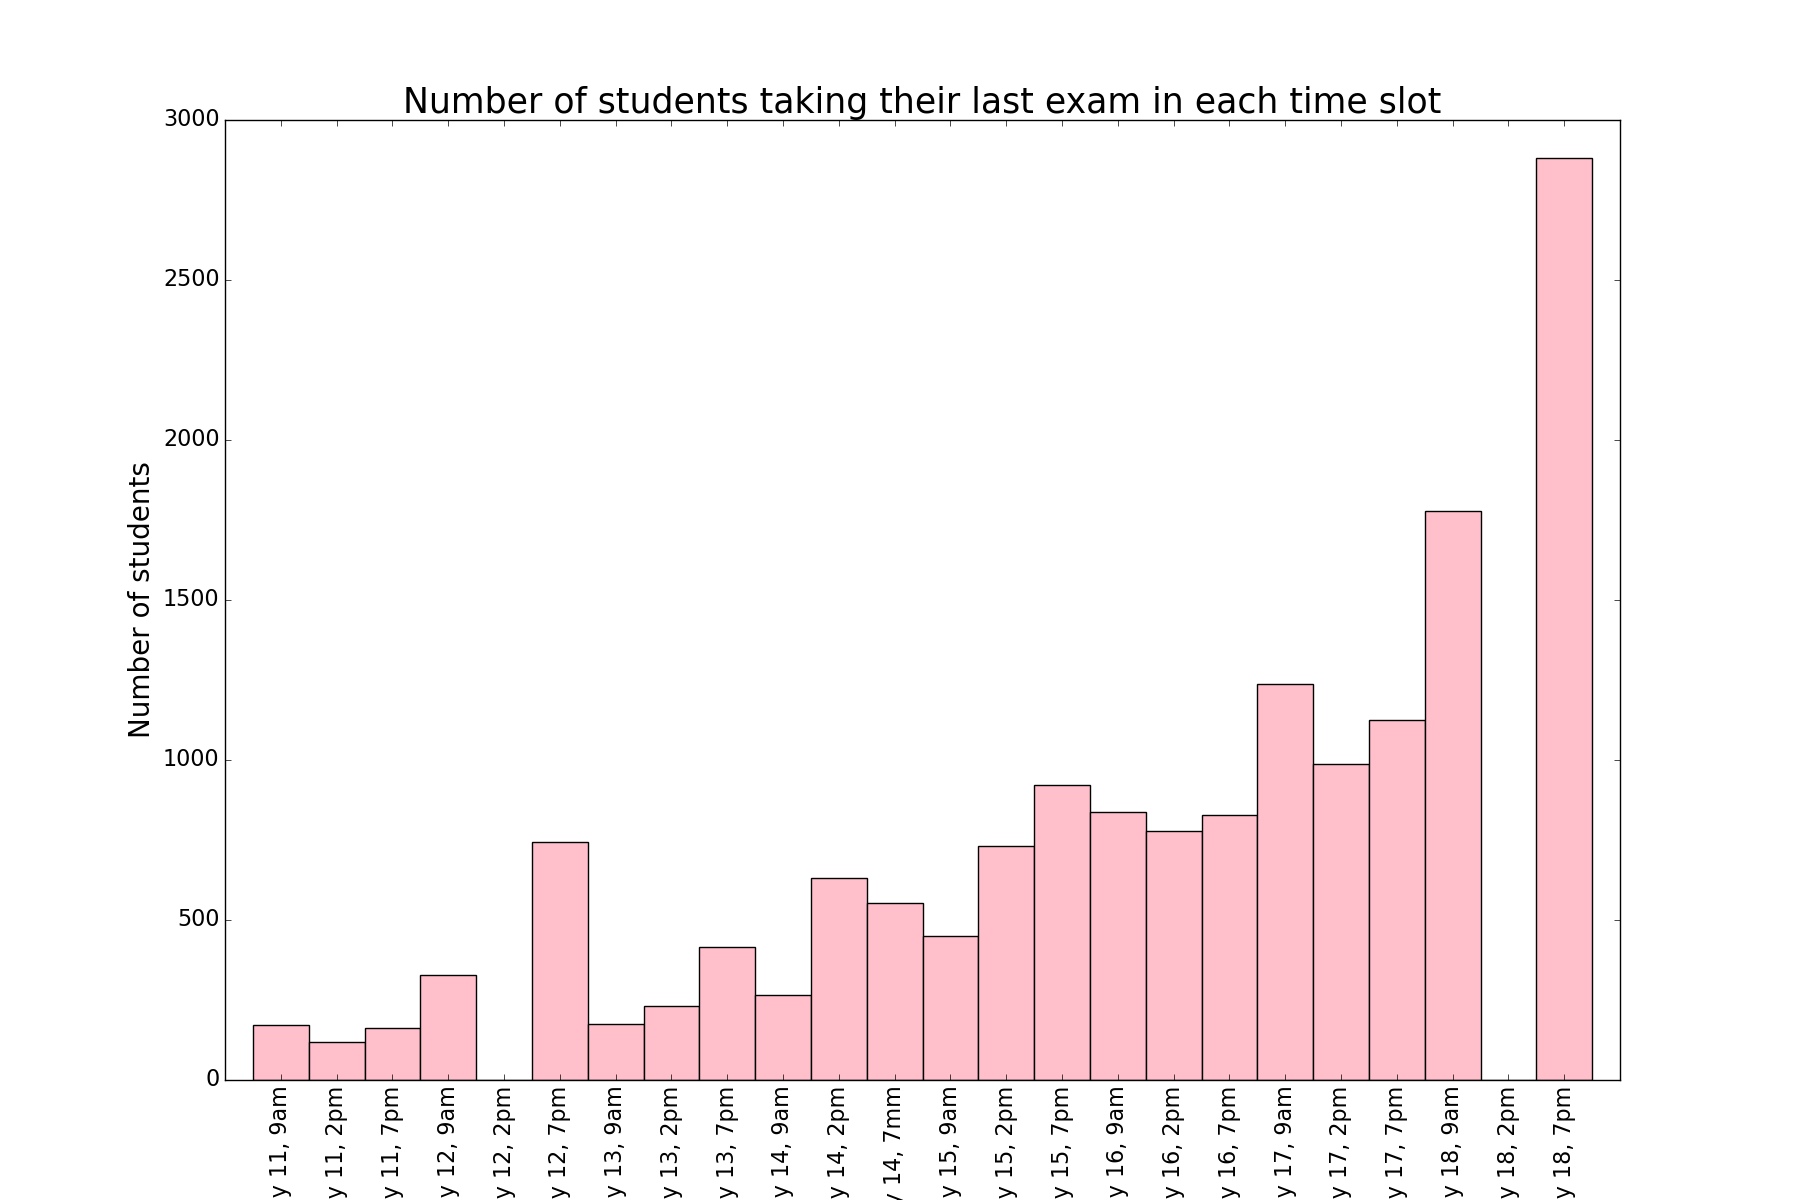 Number of students taking their last exam in each time slot
Number of students
3000
2500
2000
1500
1000
500
0
y 11, 9am
y 11, 2pm
y 11, 7pm
y 12, 9am
y 12, 2pm
y 12, 7pm
y 13, 9am
y 13, 2pm
y 13, 7pm
y 14, 9am
y 14, 2pm
y 14, 7mm
y 15, 9am
y 15, 2pm
y 15, 7pm
y 16, 9am
y 16, 2pm
y 16, 7pm
y 17, 9am
y 17, 2pm
y 17, 7pm
y 18, 9am
y 18, 2pm
y 18, 7pm